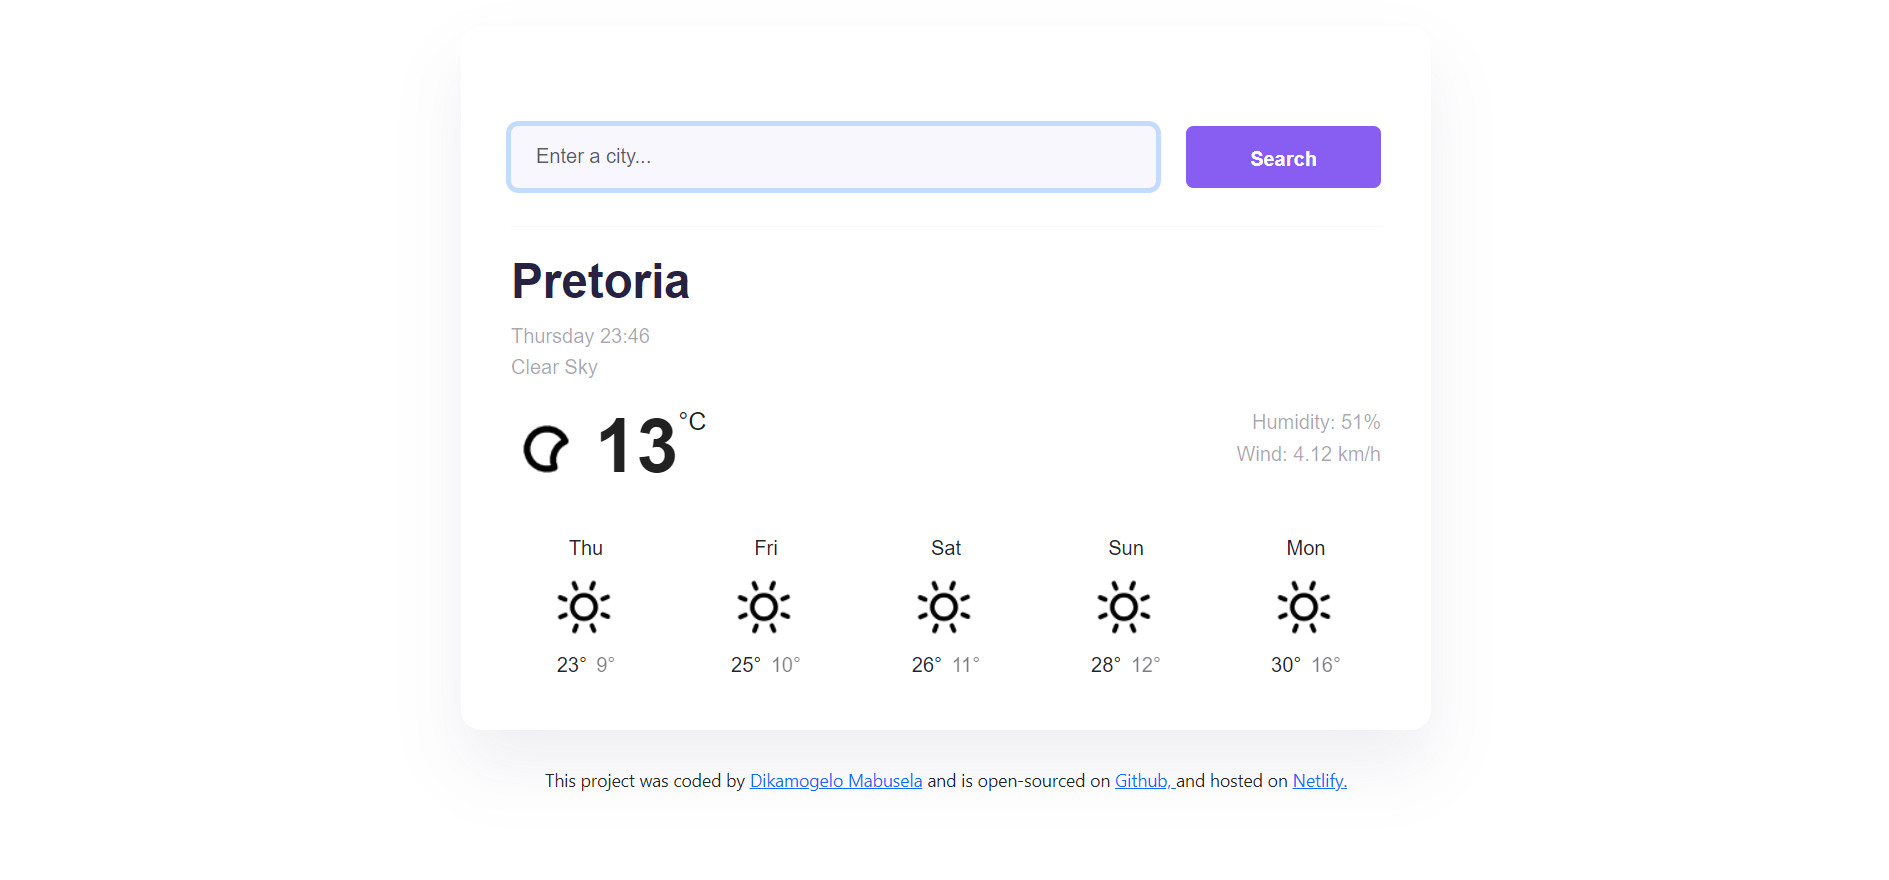 Enter a city...
Search
Pretoria
Thursday 23:46
Clear Sky
13 °C
Humidity: 51%
Wind: 4.12 km/h
Thu Fri Sat Sun Mon
23° 9° 25° 10° 26° 11° 28° 12° 30° 16°
This project was coded by Dikamogelo Mabusela and is open-sourced on Github, and hosted on Netlify.